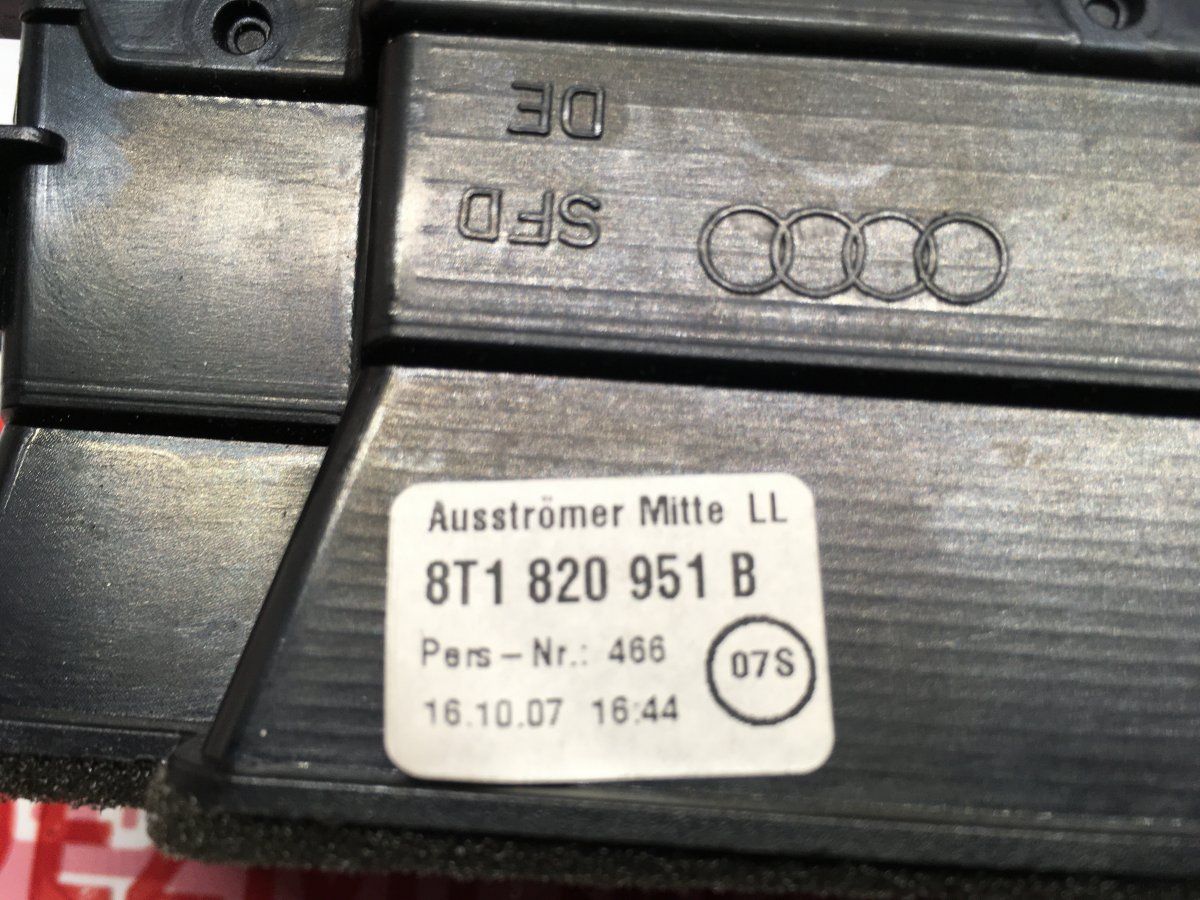 DE
SFD
Ausströmer Mitte LL
8T1 820 951 B
Pers - Nr.: 466
07S
16.10.07 16:44